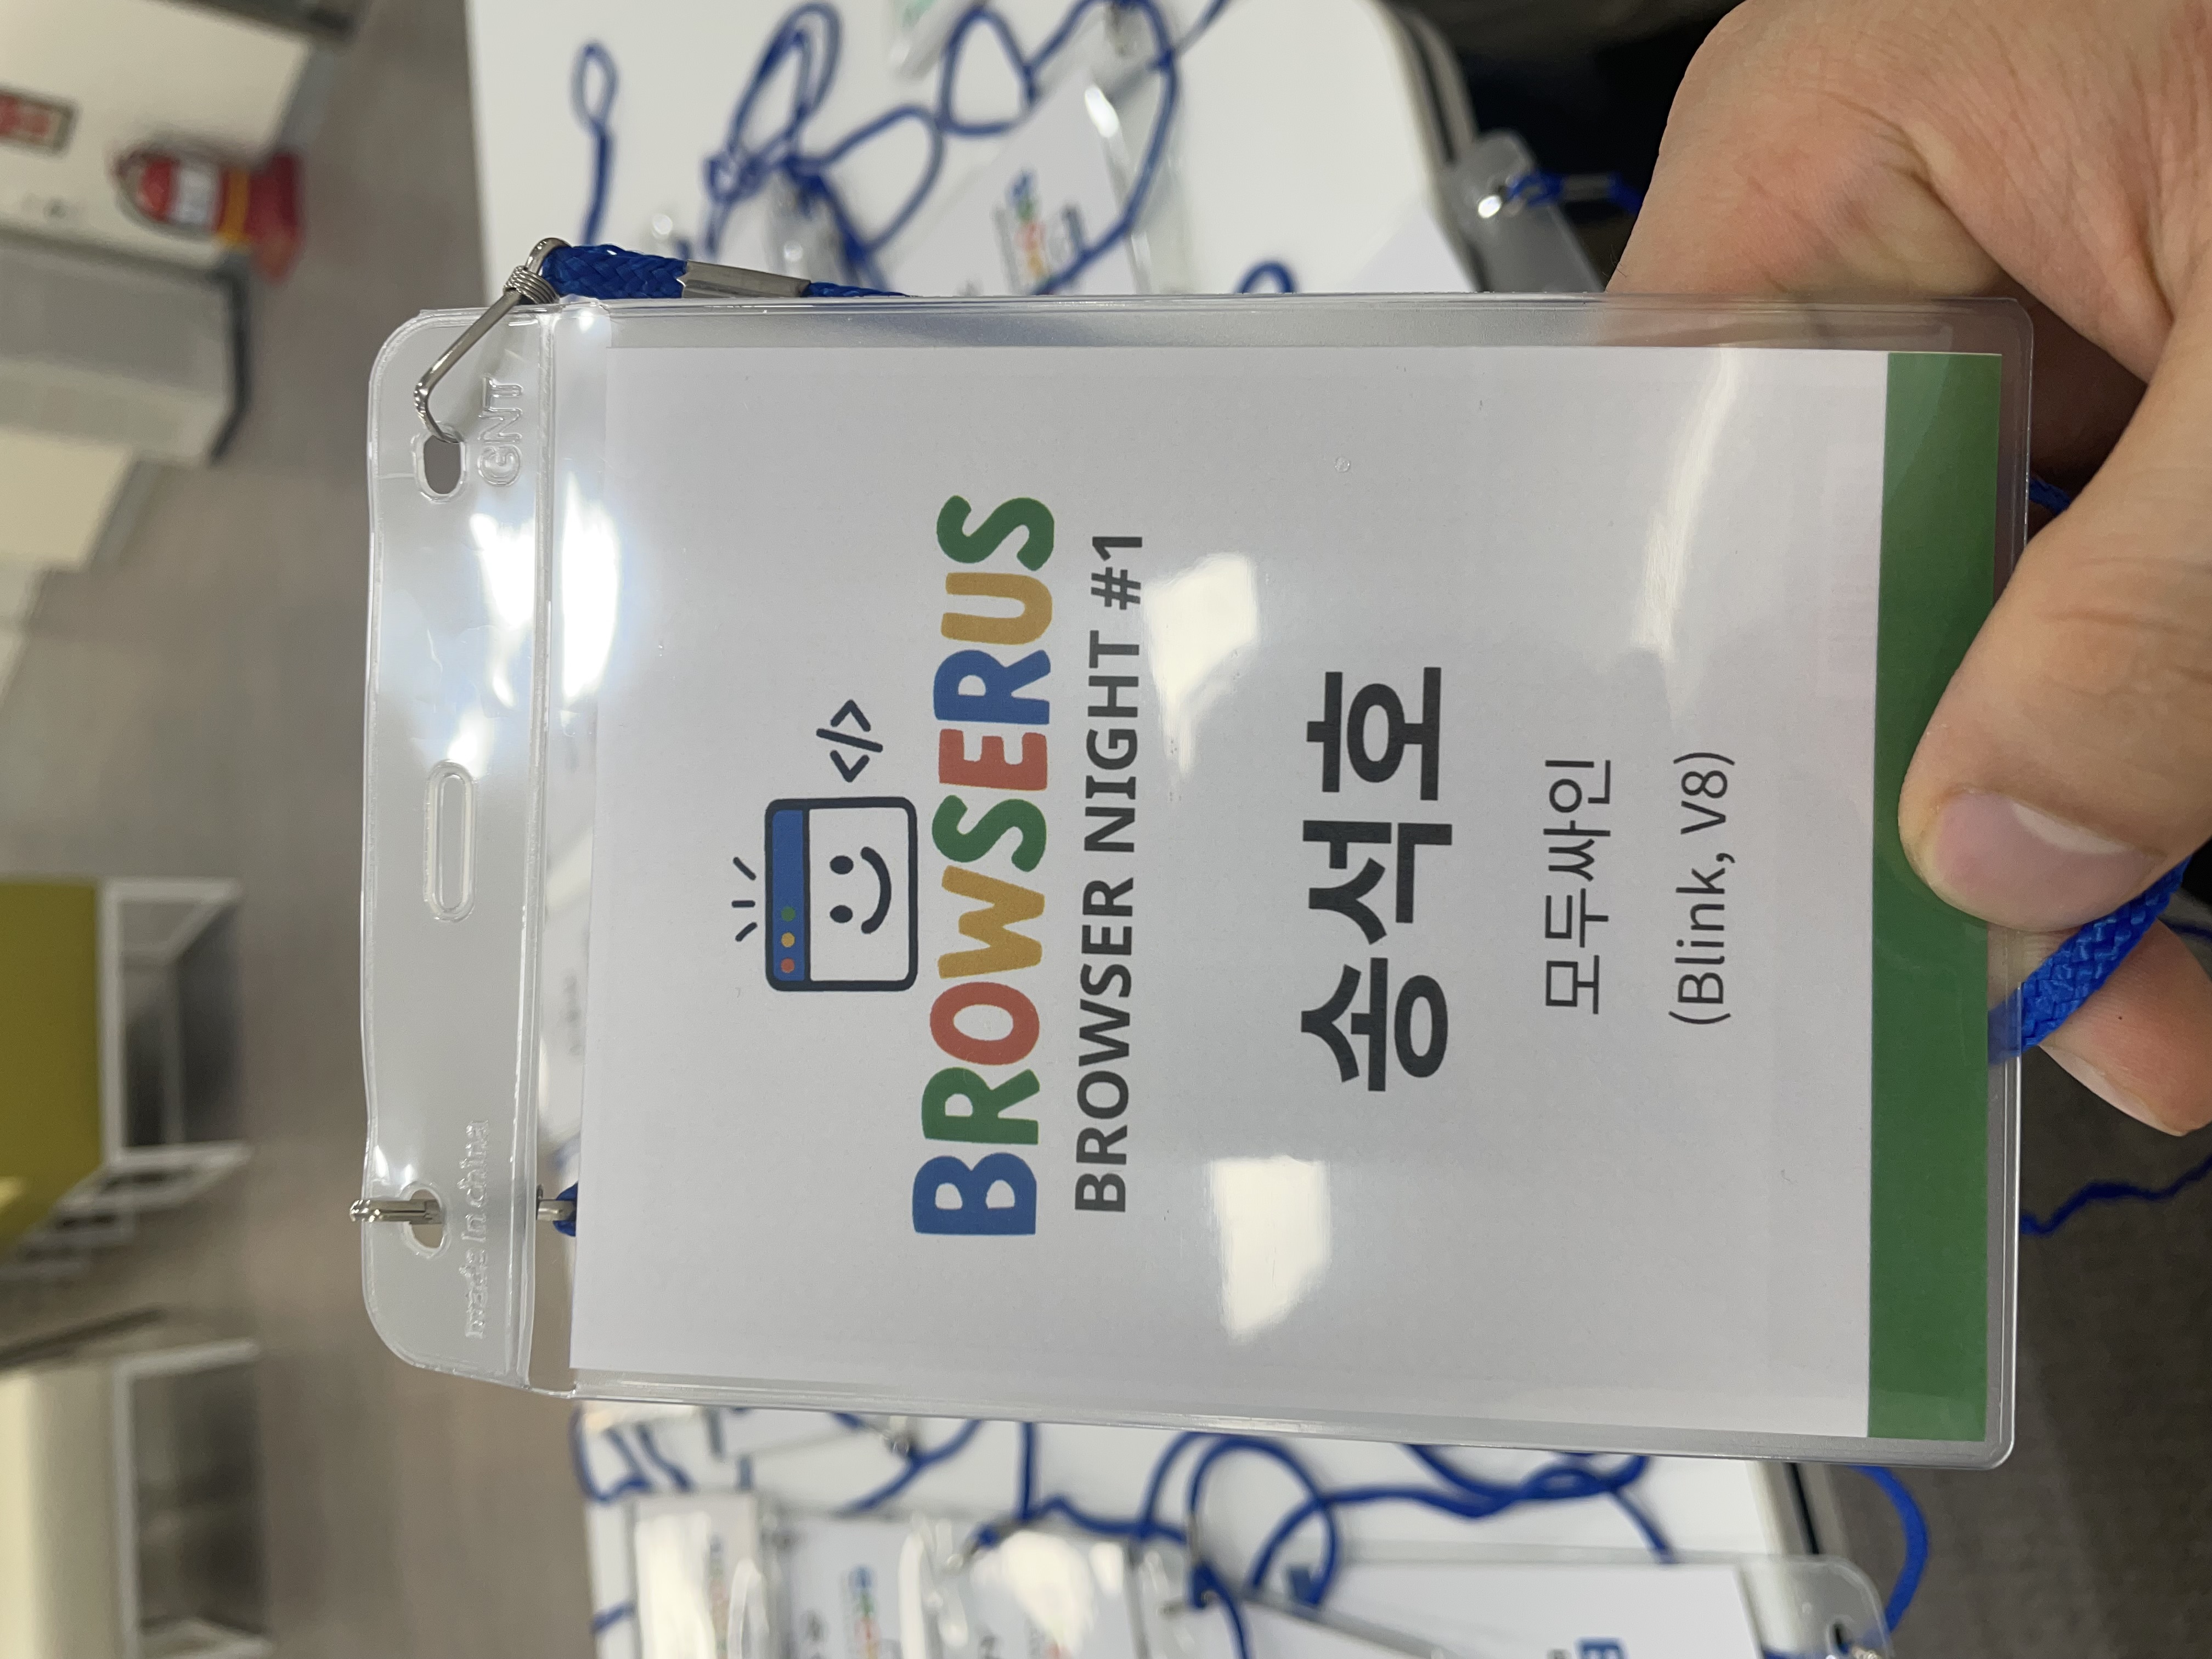 GNT
made in china
</>
BROWSERUS
BROWSER NIGHT #1
송석호
모두싸인
(Blink, V8)